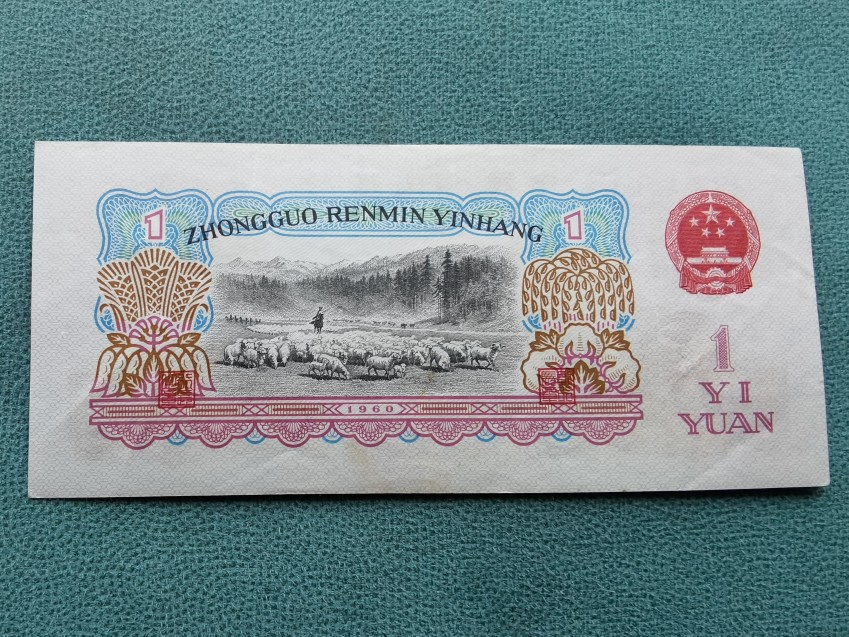 1
1
ZHONGGUO RENMIN YINHANG
1960
1
YI
YUAN